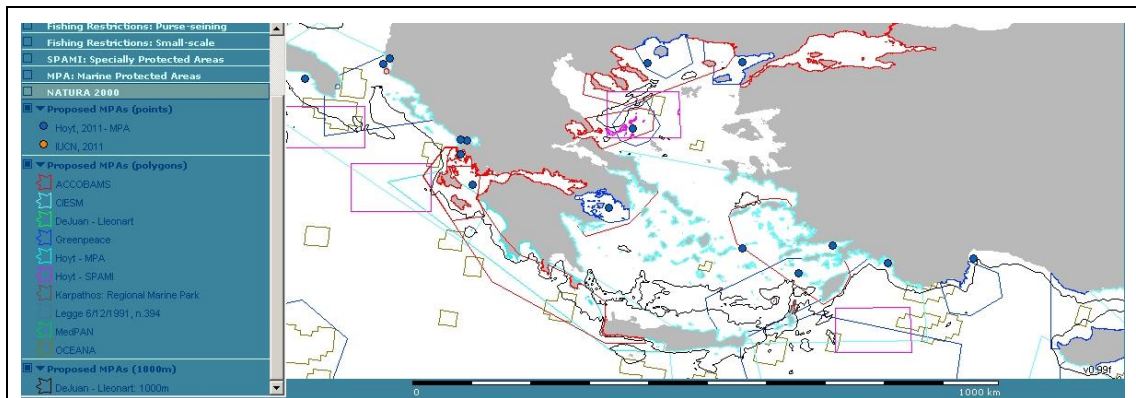 Fishing Restrictions: Purse-seining
Fishing Restrictions: Small-scale
SPAMI: Specially Protected Areas
MPA: Marine Protected Areas
NATURA 2000
Proposed MPAs (points)
Hoyt, 2011- MPA
IUCN, 2011
Proposed MPAs (polygons)
ACCOBAMS
CIESM
DeJuan - Lleonart
Greenpeace
Hoyt - MPA
Hoyt - SPAMI
Karpathos: Regional Marine Park
Legge 6/12/1991, n.394
MedPAN
OCEANA
Proposed MPAs (1000m)
DeJuan - Lleonart: 1000m
v0.99f
0
1000 km